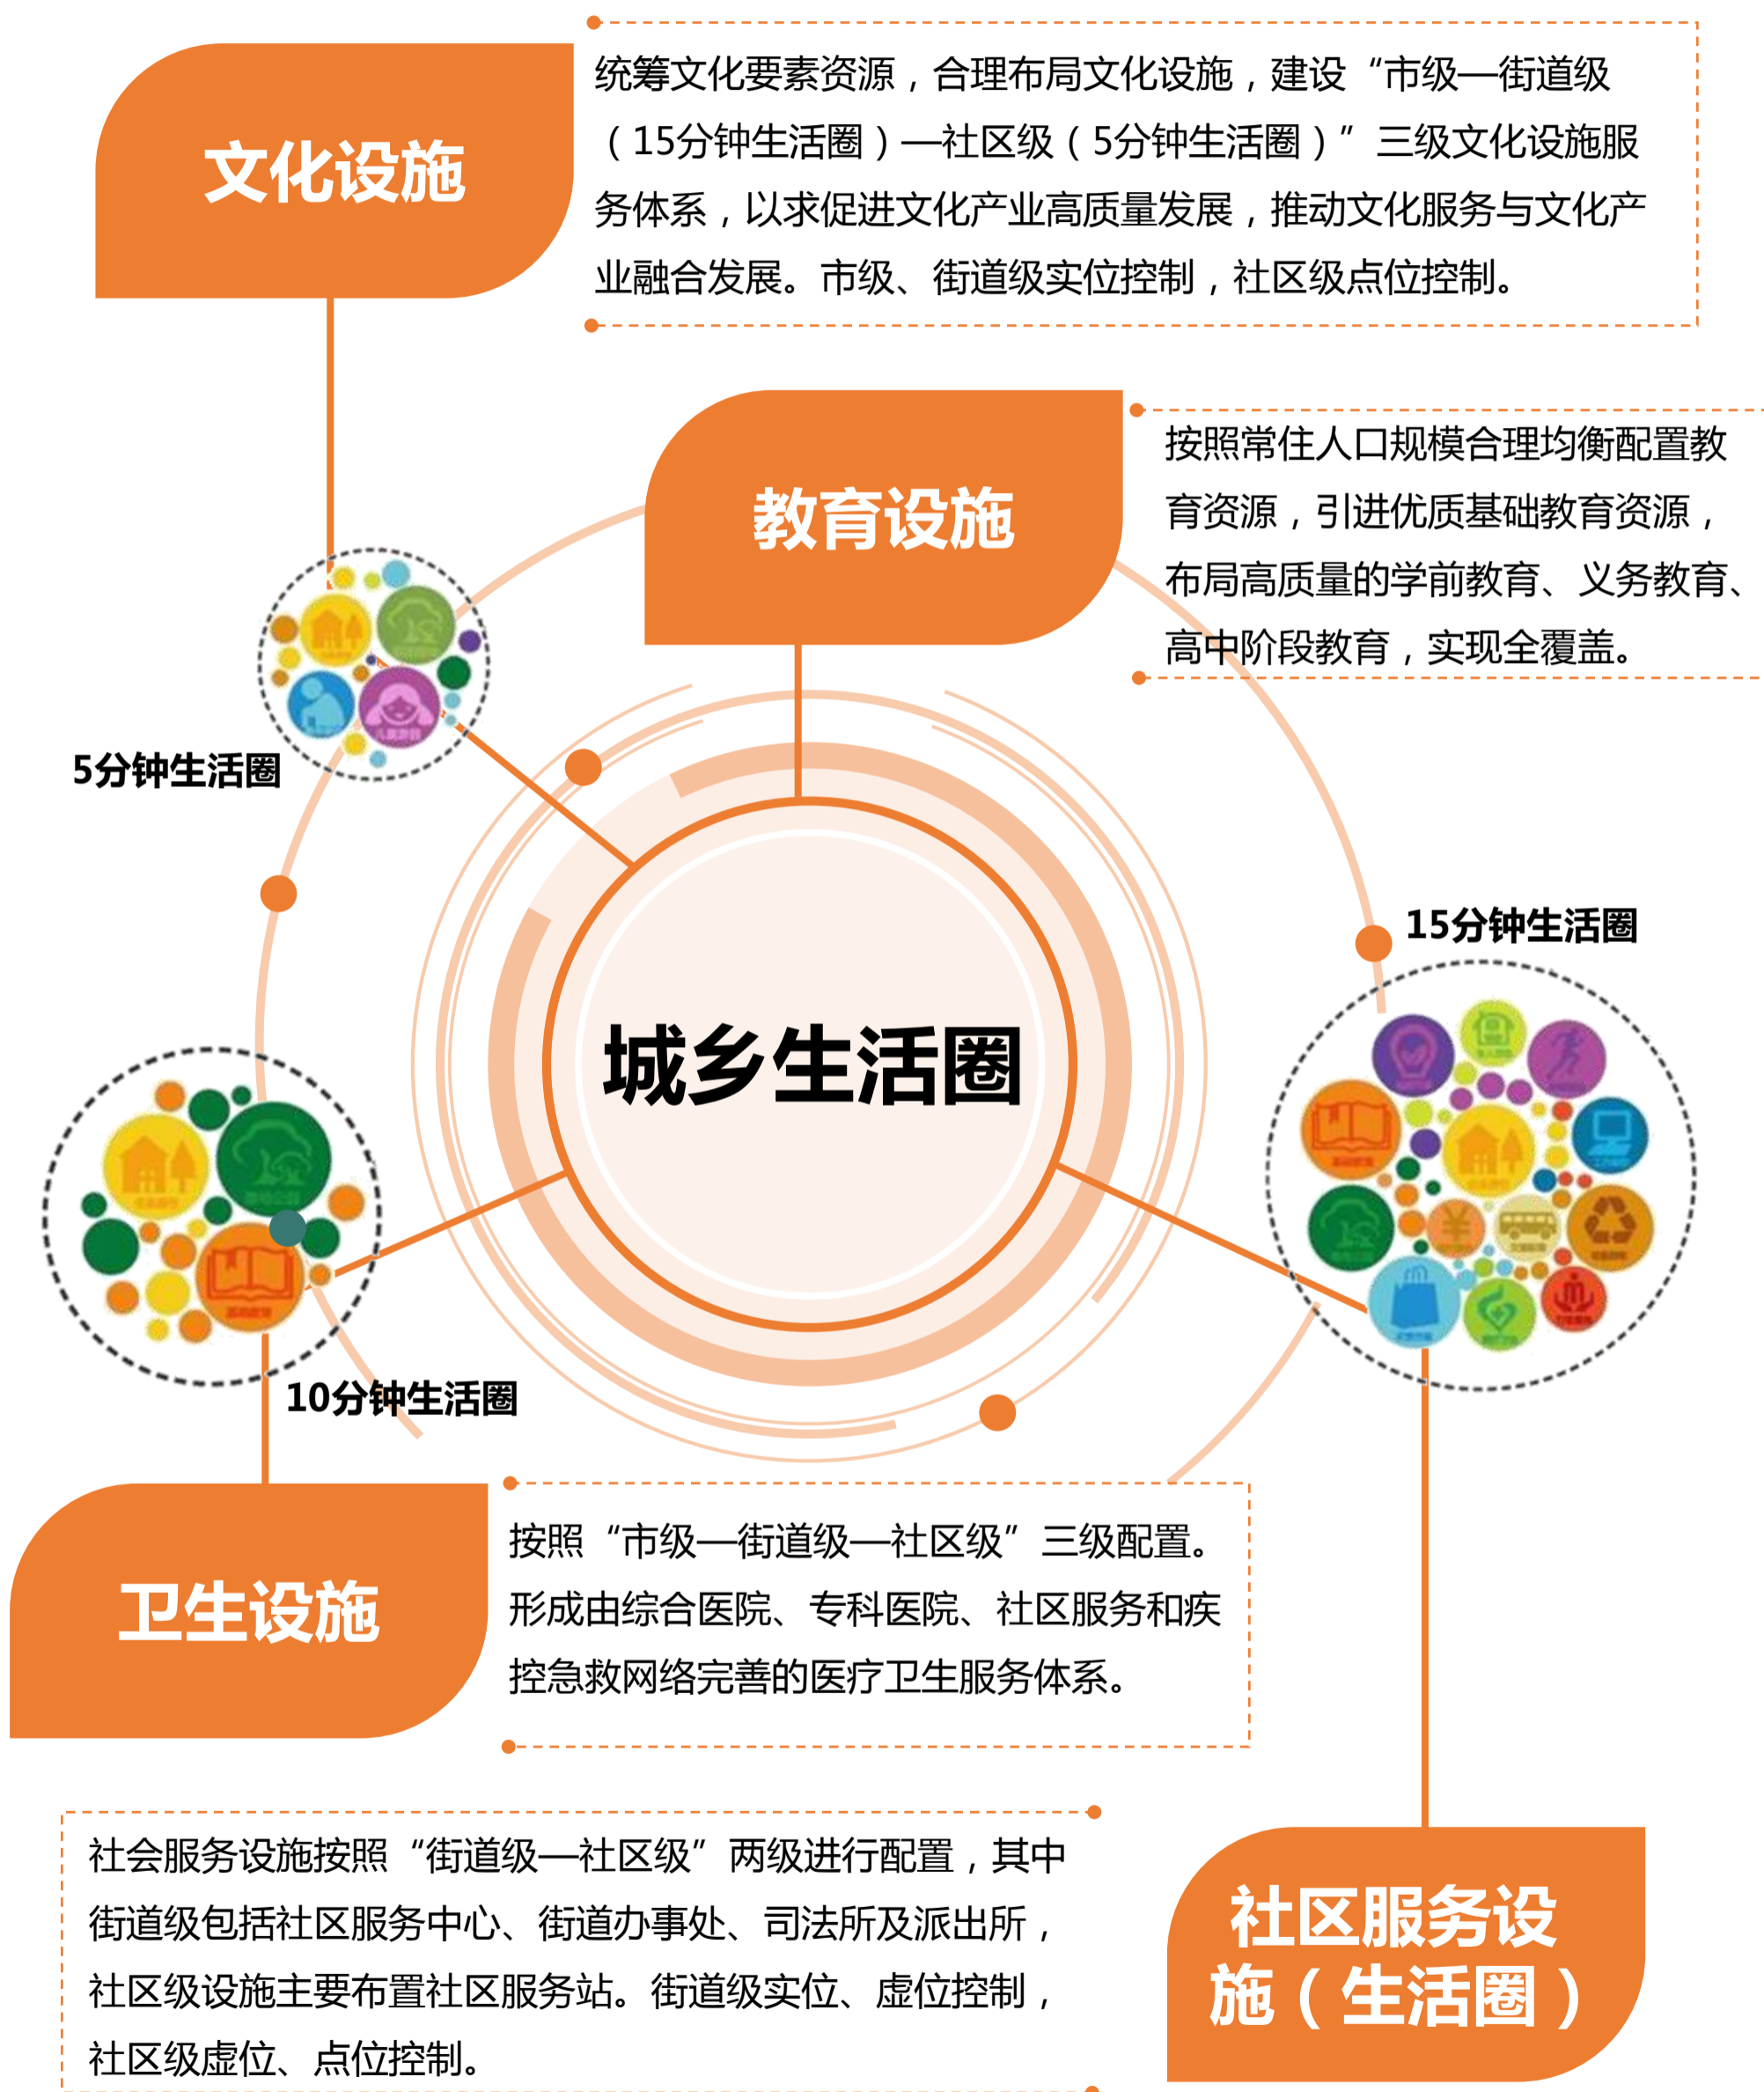 文化设施
统筹文化要素资源，合理布局文化设施，建设“市级—街道级
（15分钟生活圈）—社区级（5分钟生活圈）”三级文化设施服
务体系，以求促进文化产业高质量发展，推动文化服务与文化产
业融合发展。市级、街道级实位控制，社区级点位控制。
教育设施
按照常住人口规模合理均衡配置教
育资源，引进优质基础教育资源，
布局高质量的学前教育、义务教育、
高中阶段教育，实现全覆盖。
儿童游园
5分钟生活圈
15分钟生活圈
城乡生活圈
基础教育
10分钟生活圈
卫生设施
按照“市级—街道级—社区级”三级配置。
形成由综合医院、专科医院、社区服务和疾
控急救网络完善的医疗卫生服务体系。
社会服务设施按照“街道级—社区级”两级进行配置，其中
街道级包括社区服务中心、街道办事处、司法所及派出所，
社区级设施主要布置社区服务站。街道级实位、虚位控制，
社区级虚位、点位控制。
社区服务设
施（生活圈）